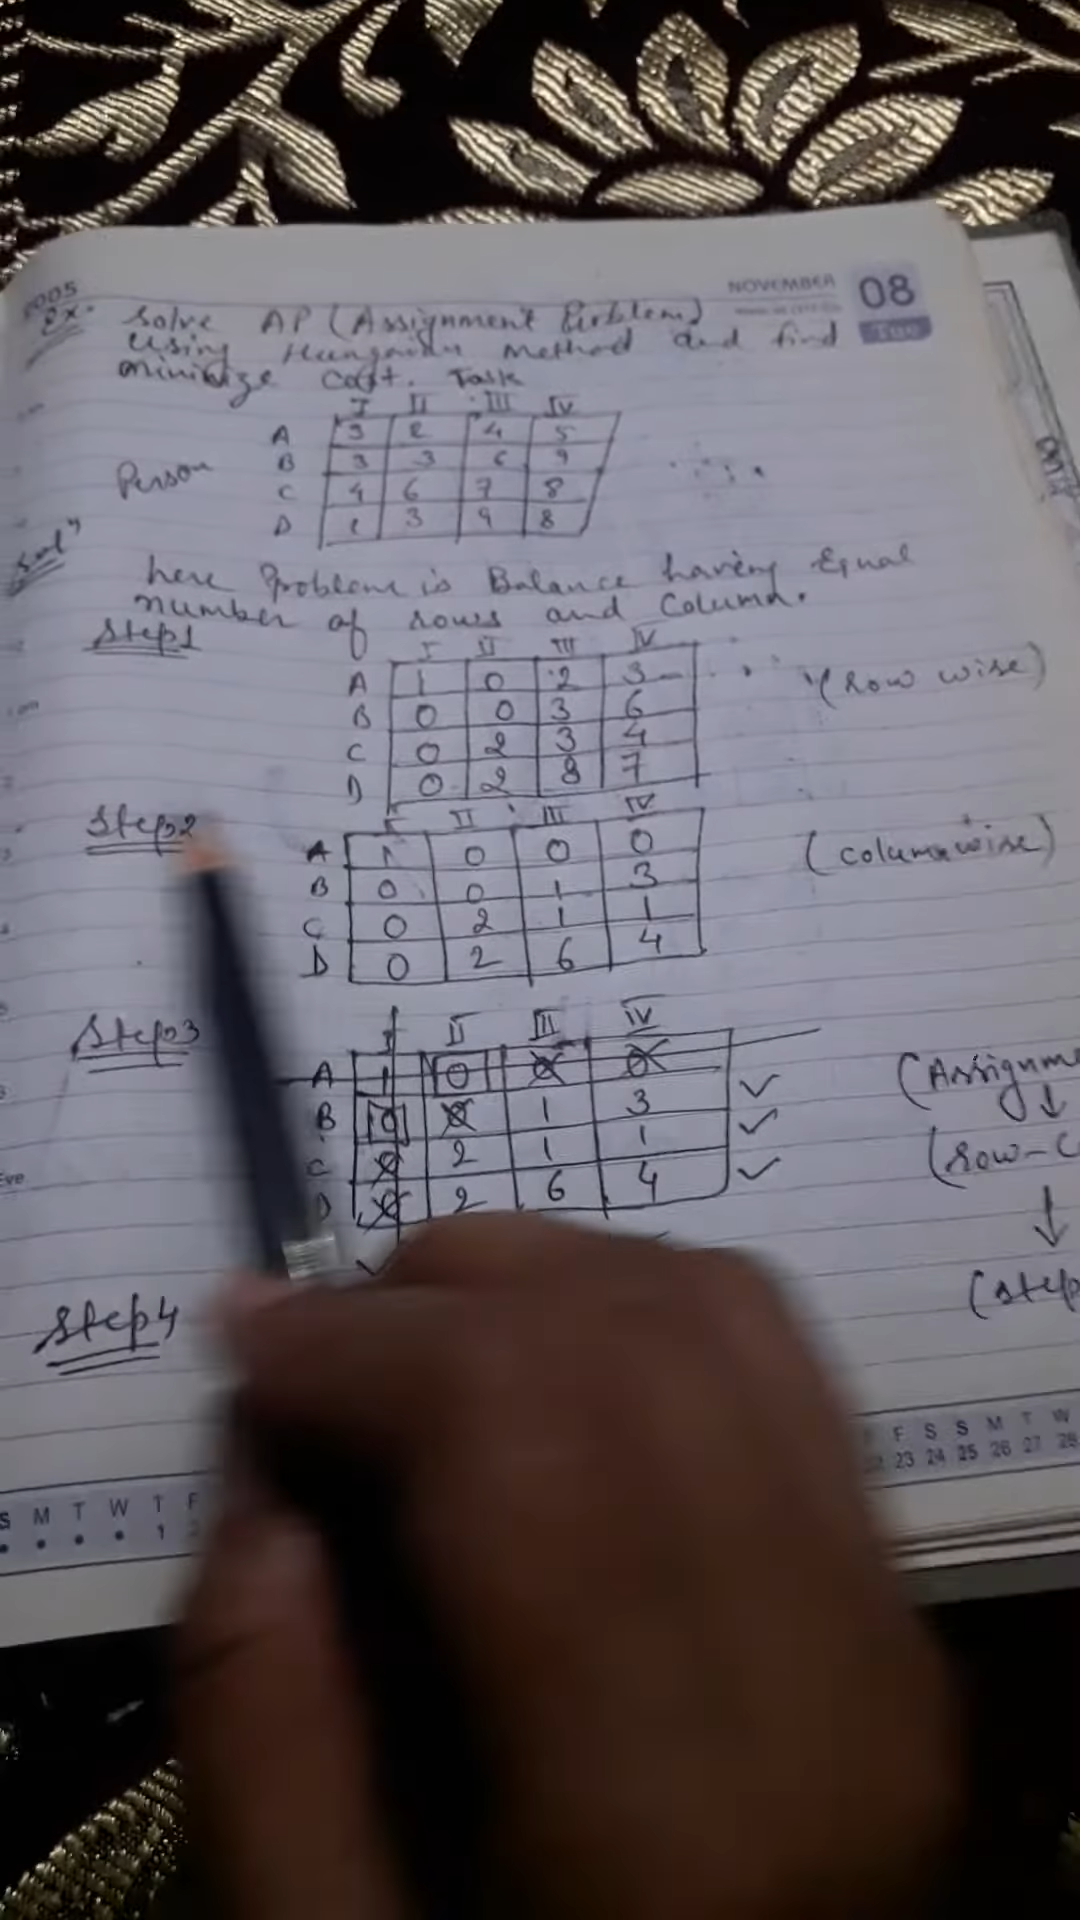 2005
NOVEMBER 08
Tue
Ex. Solve AP (Assignment Problem)
using Hungarian Method and find
minimize cost. Task
I II III IV
A 3 2 4 5
B 3 3 6 9
Person
C 4 6 7 8
D 1 3 9 8
Solⁿ
here Problem is Balance having Equal
number of rows and Column.
Step1
I II III IV
A 1 0 2 3
B 0 0 3 6
(Row wise)
C 0 2 3 4
D 0 2 8 7
Step2
I II III IV
A 1 0 0 0
B 0 0 1 3
(columnwise)
C 0 2 1 1
D 0 2 6 4
Step3
I II III IV
A 1 0 0 0
B 0 0 1 3 ✓
C 0 2 1 1 ✓
D 0 2 6 4 ✓
✓
(Assignme
↓
(row-c
↓
(step
Step4
F S S M T W
23 24 25 26 27 28
S M T W T F
1